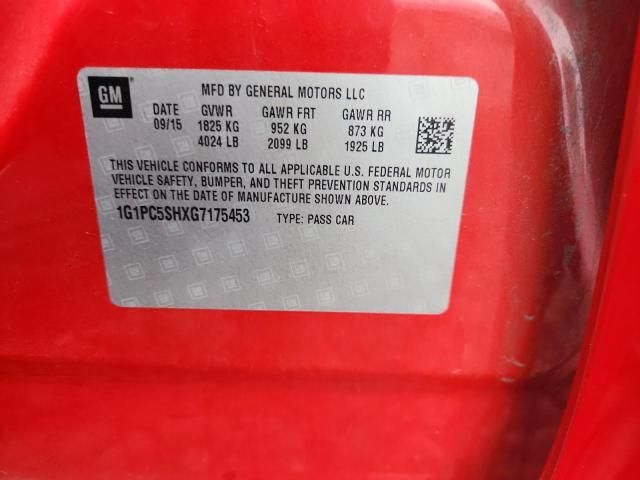 GM
MFD BY GENERAL MOTORS LLC
DATE GVWR GAWR FRT GAWR RR
09/15 1825 KG 952 KG 873 KG
4024 LB 2099 LB 1925 LB
THIS VEHICLE CONFORMS TO ALL APPLICABLE U.S. FEDERAL MOTOR
VEHICLE SAFETY, BUMPER, AND THEFT PREVENTION STANDARDS IN
EFFECT ON THE DATE OF MANUFACTURE SHOWN ABOVE.
1G1PC5SHXG7175453 TYPE: PASS CAR